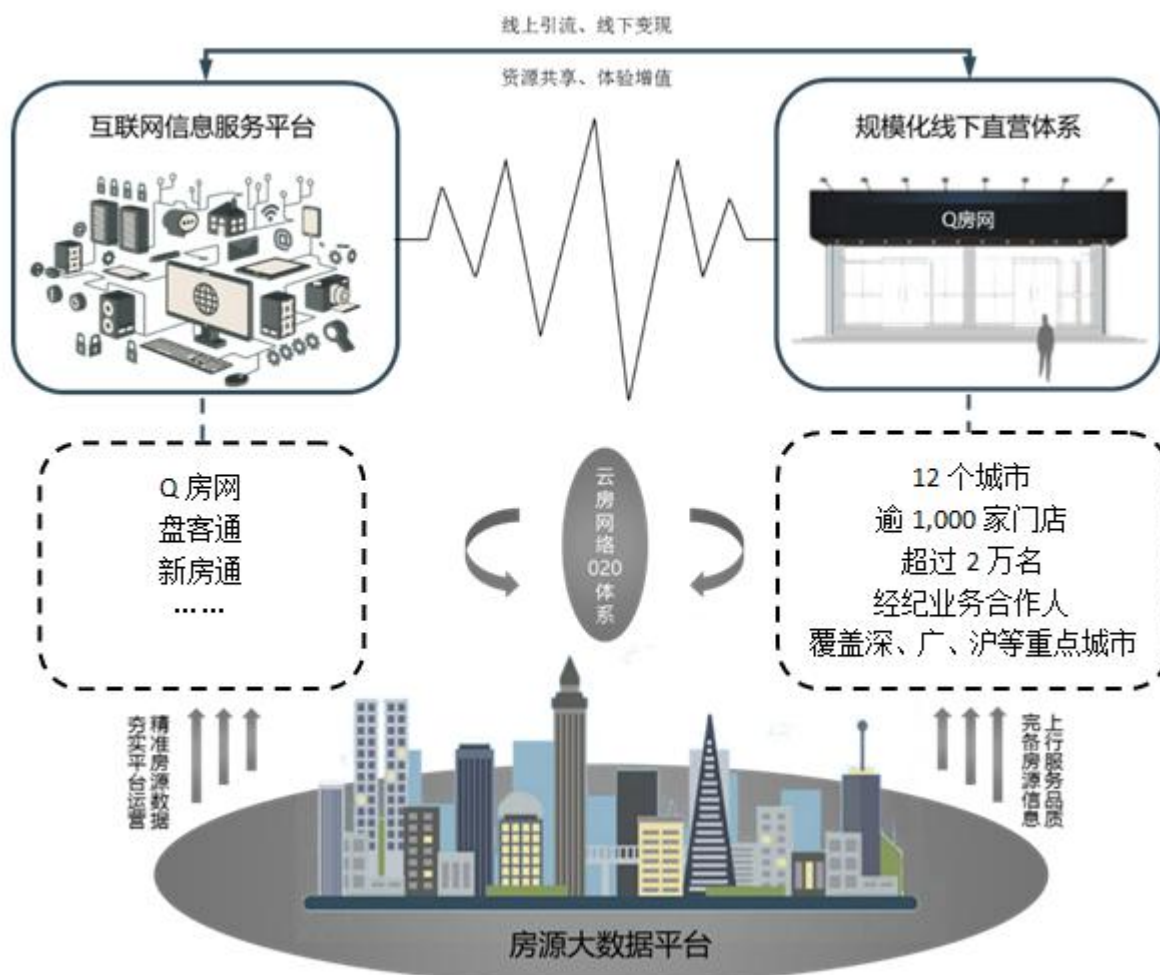 线上引流、线下变现
资源共享、体验增值
互联网信息服务平台
规模化线下直营体系
Q房网
Q 房网
盘客通
新房通
……
云房网络020体系
12 个城市
逾 1,000 家门店
超过 2 万名
经纪业务合作人
覆盖深、广、沪等重点城市
精准房源数据
夯实平台运营
上行服务品质
完备房源信息
房源大数据平台